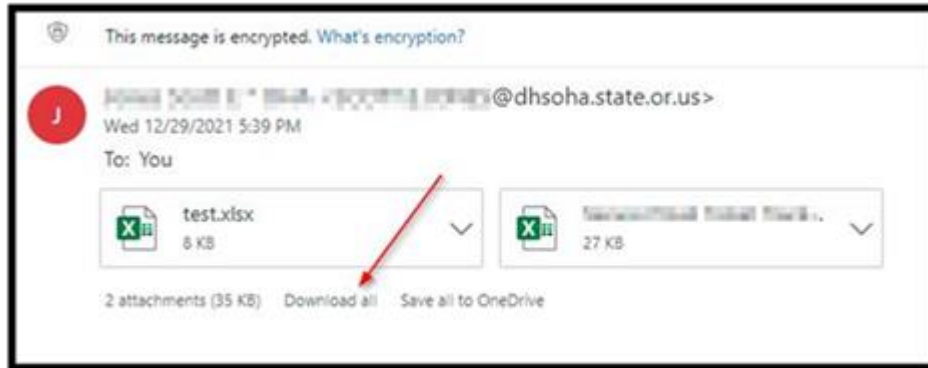 This message is encrypted. What's encryption?
J
@dhsoha.state.or.us>
Wed 12/29/2021 5:39 PM
To: You
test.xlsx
8 KB
27 KB
2 attachments (35 KB) Download all Save all to OneDrive